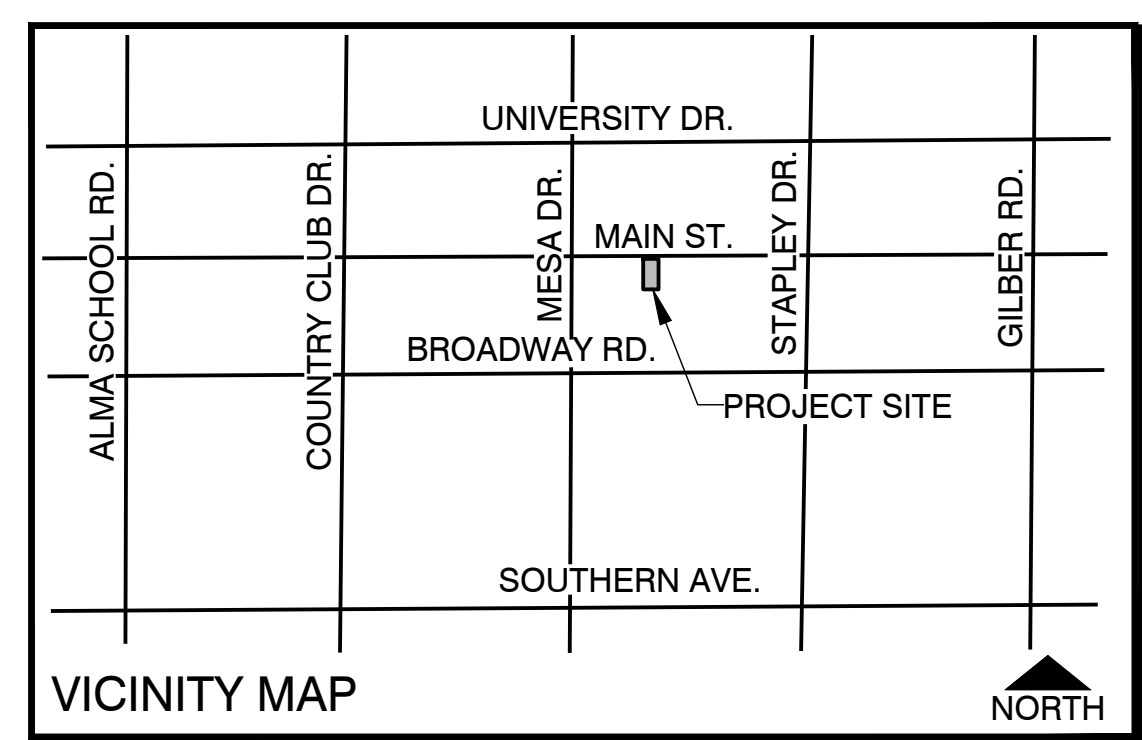 UNIVERSITY DR.
ALMA SCHOOL RD.
COUNTRY CLUB DR.
MESA DR.
MAIN ST.
STAPLEY DR.
GILBER RD.
BROADWAY RD.
PROJECT SITE
SOUTHERN AVE.
VICINITY MAP
NORTH